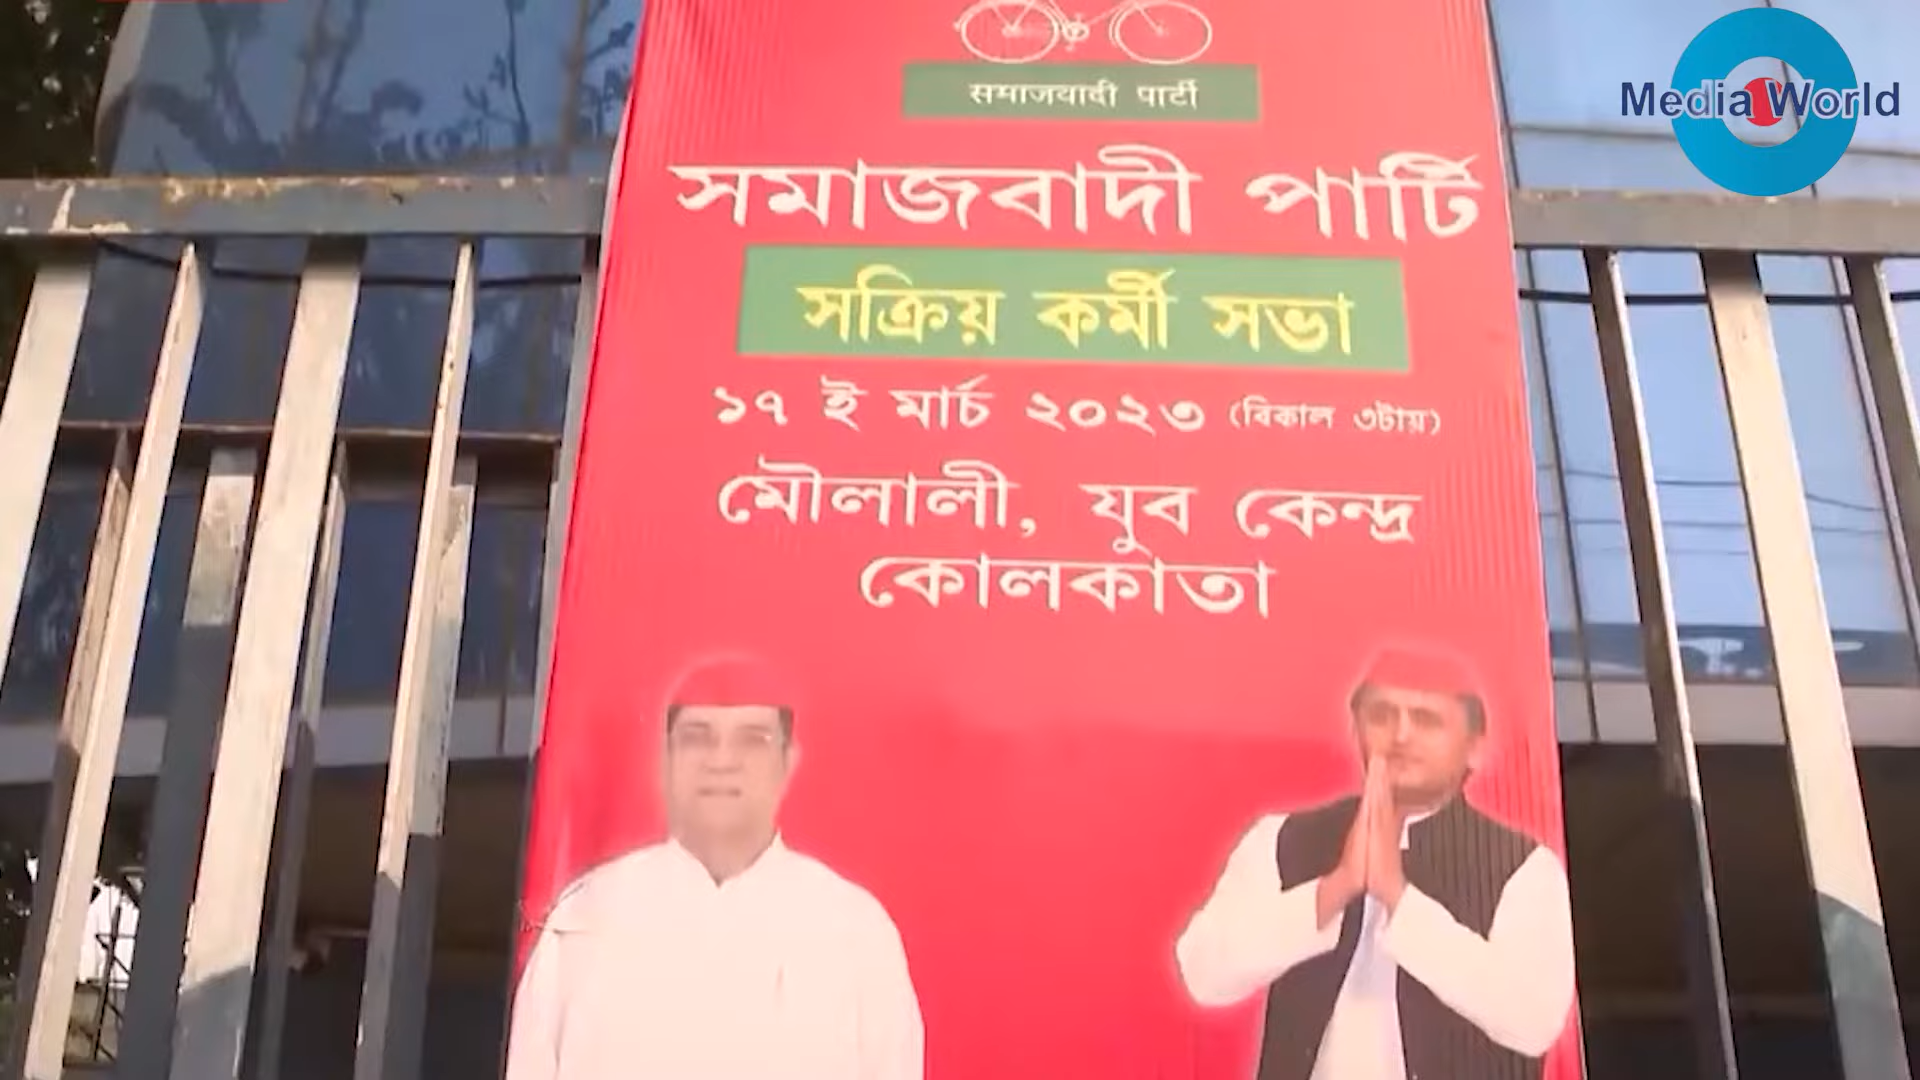 Media World
সমাজবাদী পার্টি
সমাজবাদী পার্টি
সক্রিয় কর্মী সভা
১৭ ই মার্চ ২০২৩ (বিকাল ৩টায়)
মৌলালী, যুব কেন্দ্র
কোলকাতা